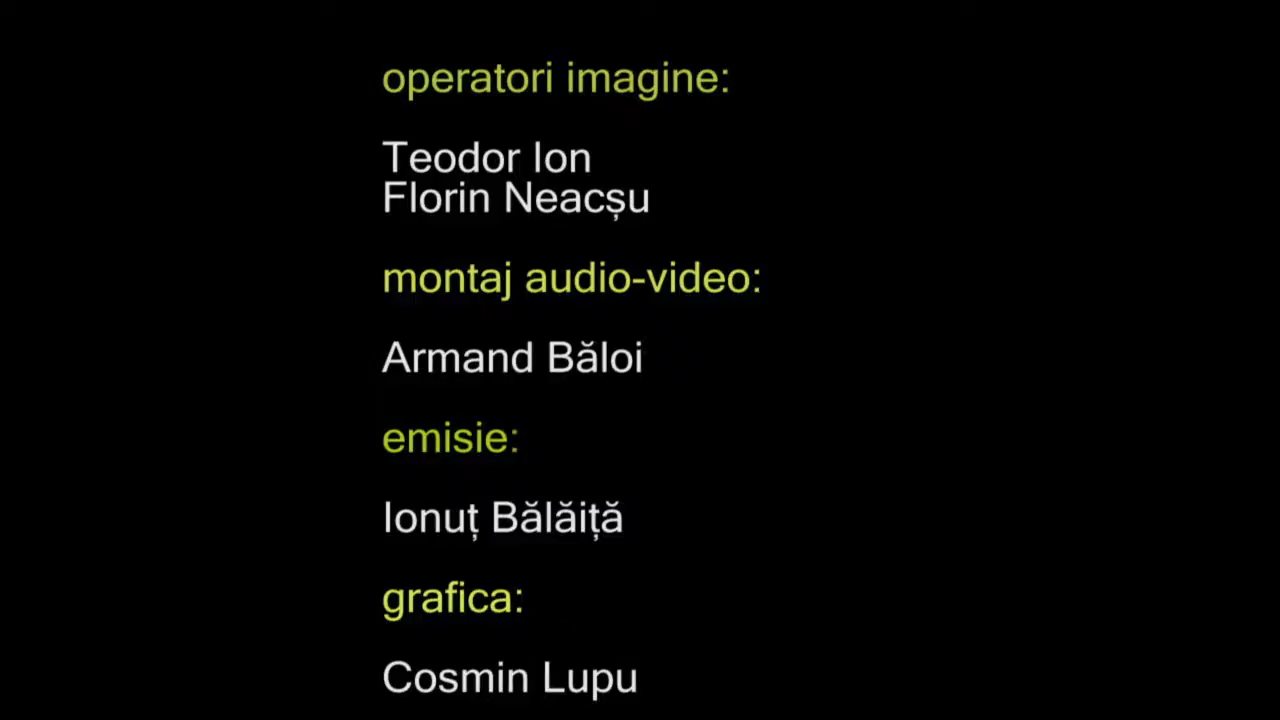 operatori imagine:
Teodor Ion
Florin Neacșu
montaj audio-video:
Armand Băloi
emisie:
Ionuț Bălăiță
grafica:
Cosmin Lupu